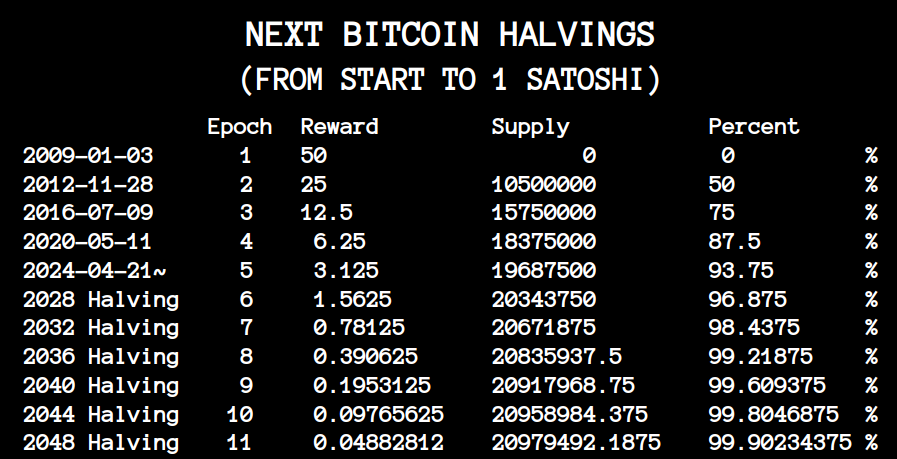 NEXT BITCOIN HALVINGS
(FROM START TO 1 SATOSHI)
Epoch Reward Supply Percent
2009-01-03 1 50 0 0 %
2012-11-28 2 25 10500000 50 %
2016-07-09 3 12.5 15750000 75 %
2020-05-11 4 6.25 18375000 87.5 %
2024-04-21~ 5 3.125 19687500 93.75 %
2028 Halving 6 1.5625 20343750 96.875 %
2032 Halving 7 0.78125 20671875 98.4375 %
2036 Halving 8 0.390625 20835937.5 99.21875 %
2040 Halving 9 0.1953125 20917968.75 99.609375 %
2044 Halving 10 0.09765625 20958984.375 99.8046875 %
2048 Halving 11 0.04882812 20979492.1875 99.90234375 %